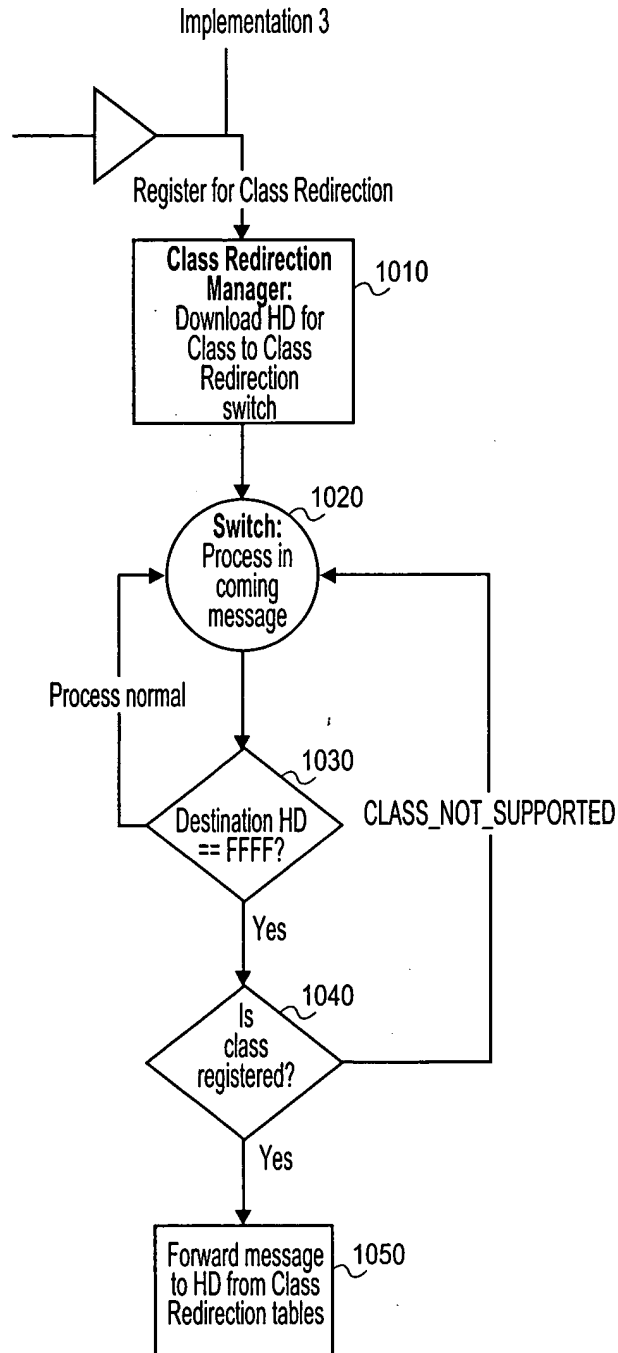 Implementation 3
Register for Class Redirection
Class Redirection
Manager:
Download HD for
Class to Class
Redirection
switch
1010
1020
Switch:
Process in
coming
message
Process normal
1030
Destination HD
== FFFF?
CLASS_NOT_SUPPORTED
Yes
1040
Is
class
registered?
Yes
1050
Forward message
to HD from Class
Redirection tables